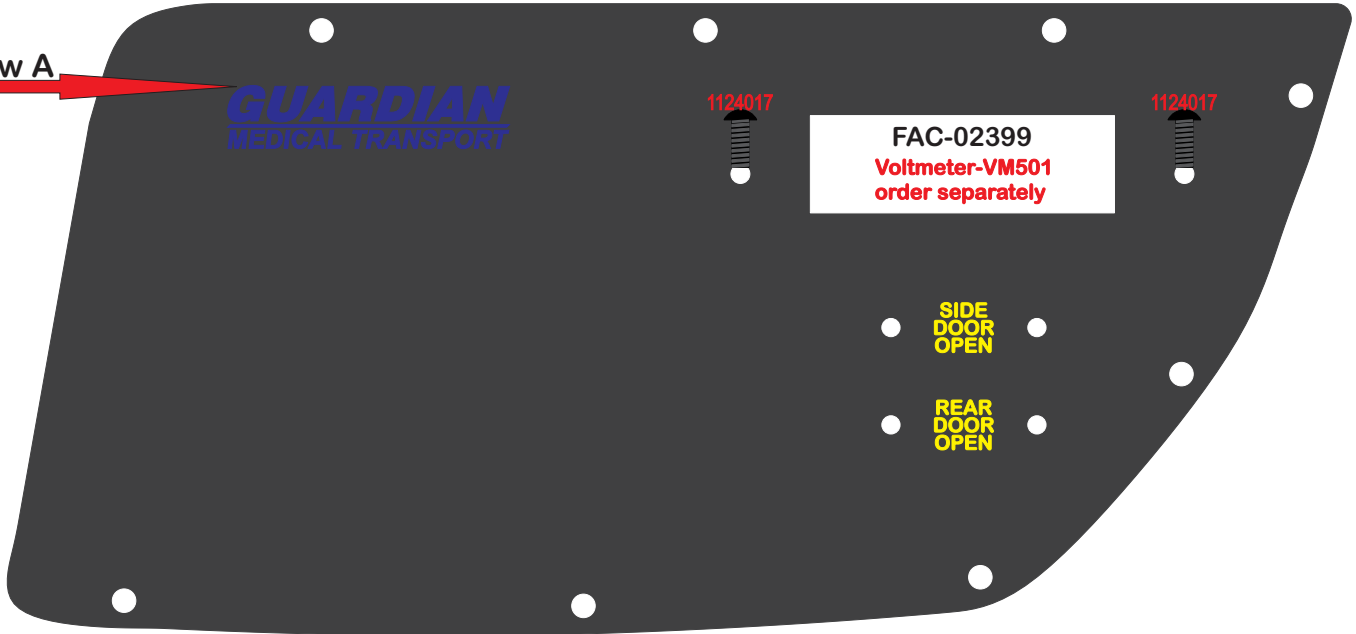 w A
GUARDIAN
MEDICAL TRANSPORT
1124017
1124017
FAC-02399
Voltmeter-VM501
order separately
SIDE
DOOR
OPEN
REAR
DOOR
OPEN